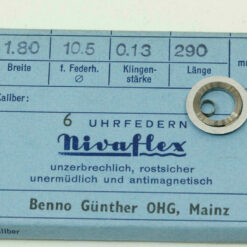 1.80 10.5 0.13 290
Breite 1. Federh. Klingen- Länge
Ø stärke
Kaliber:
6 UHRFEDERN
Nivaflex
unzerbrechlich, rostsicher
unermüdlich und antimagnetisch
Benno Günther OHG, Mainz